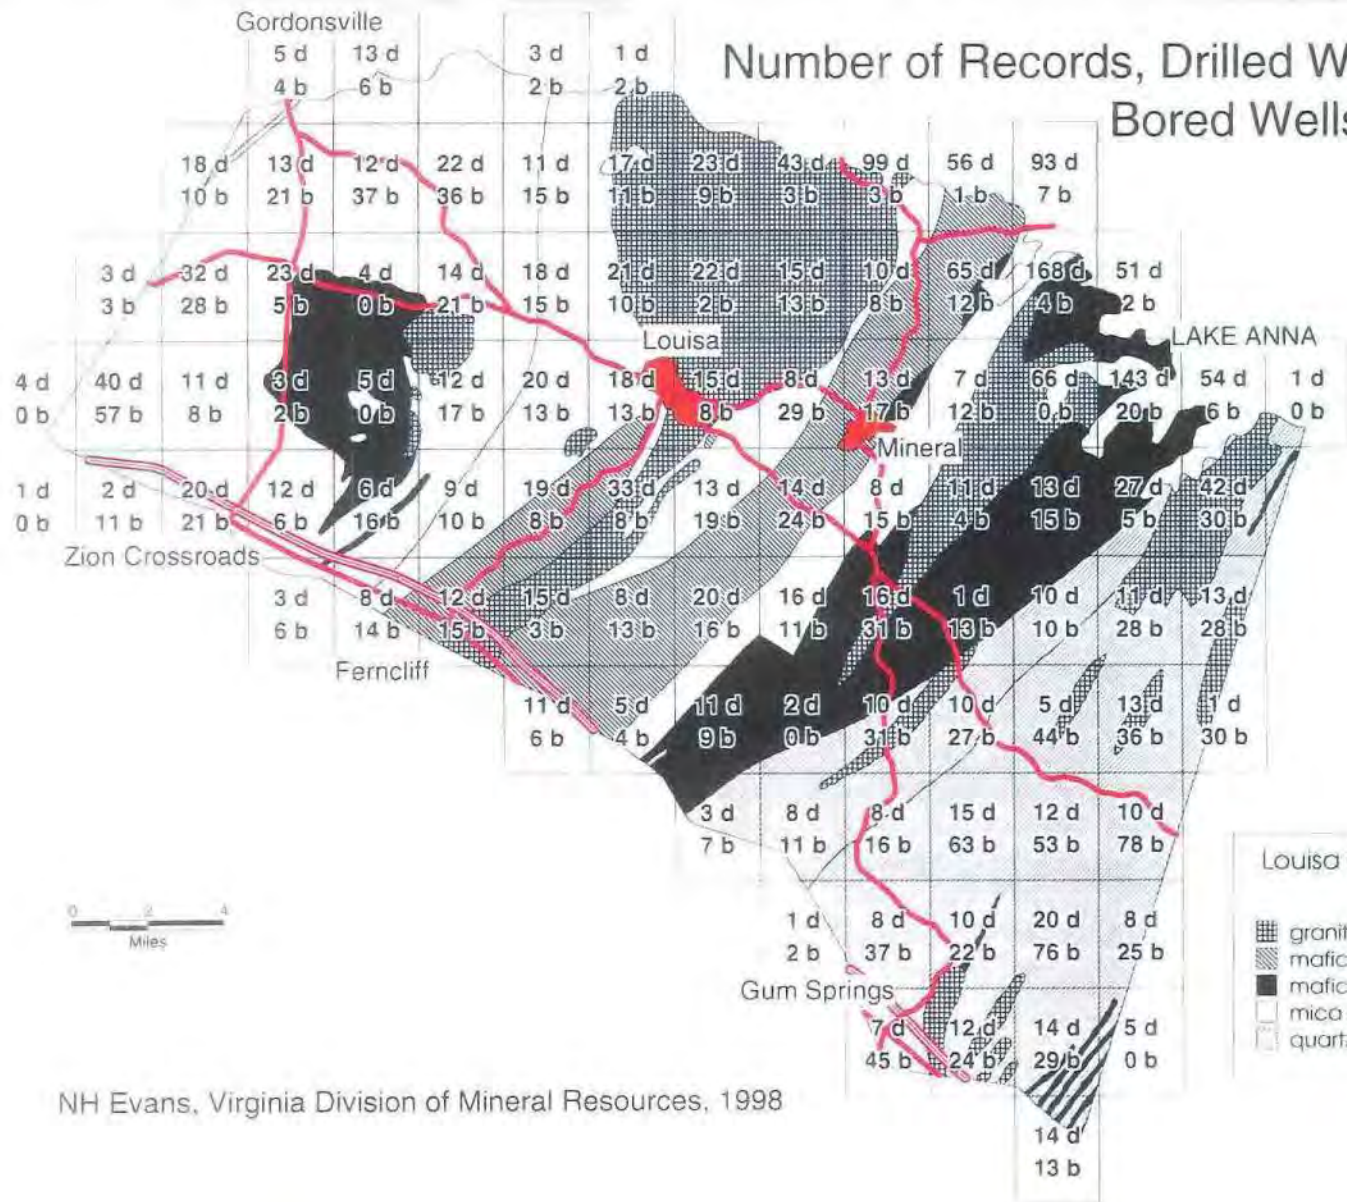 Gordonsville
5 d 13 d 3 d 1 d
4 b 6 b 2 b 2 b
Number of Records, Drilled W
Bored Wells
18 d 13 d 12 d 22 d 11 d 17 d 23 d 43 d 99 d 56 d 93 d
10 b 21 b 37 b 36 b 15 b 11 b 9 b 3 b 3 b 1 b 7 b
3 d 32 d 23 d 4 d 14 d 18 d 21 d 22 d 15 d 10 d 65 d 168 d 51 d
3 b 28 b 5 b 0 b 21 b 15 b 10 b 2 b 13 b 8 b 12 b 4 b 2 b
Louisa
LAKE ANNA
4 d 40 d 11 d 3 d 5 d 12 d 20 d 18 d 15 d 8 d 13 d 7 d 66 d 143 d 54 d 1 d
0 b 57 b 8 b 2 b 0 b 17 b 13 b 13 b 8 b 29 b 17 b 12 b 0 b 20 b 6 b 0 b
Mineral
1 d 2 d 20 d 12 d 6 d 9 d 19 d 33 d 13 d 14 d 8 d 11 d 13 d 27 d 42 d
0 b 11 b 21 b 6 b 16 b 10 b 8 b 8 b 19 b 24 b 15 b 4 b 15 b 5 b 30 b
Zion Crossroads
3 d 8 d 12 d 15 d 8 d 20 d 16 d 16 d 1 d 10 d 11 d 13 d
6 b 14 b 15 b 3 b 13 b 16 b 11 b 31 b 13 b 10 b 28 b 28 b
Ferncliff
11 d 5 d 11 d 2 d 10 d 10 d 5 d 13 d 1 d
6 b 4 b 9 b 0 b 31 b 27 b 44 b 36 b 30 b
3 d 8 d 8 d 15 d 12 d 10 d
7 b 11 b 16 b 63 b 53 b 78 b
Louisa
0 2 4
Miles
1 d 8 d 10 d 20 d 8 d
2 b 37 b 22 b 76 b 25 b
granit
mafic
mafic
mica
quart
Gum Springs
7 d 12 d 14 d 5 d
45 b 24 b 29 b 0 b
NH Evans, Virginia Division of Mineral Resources, 1998
14 d
13 b